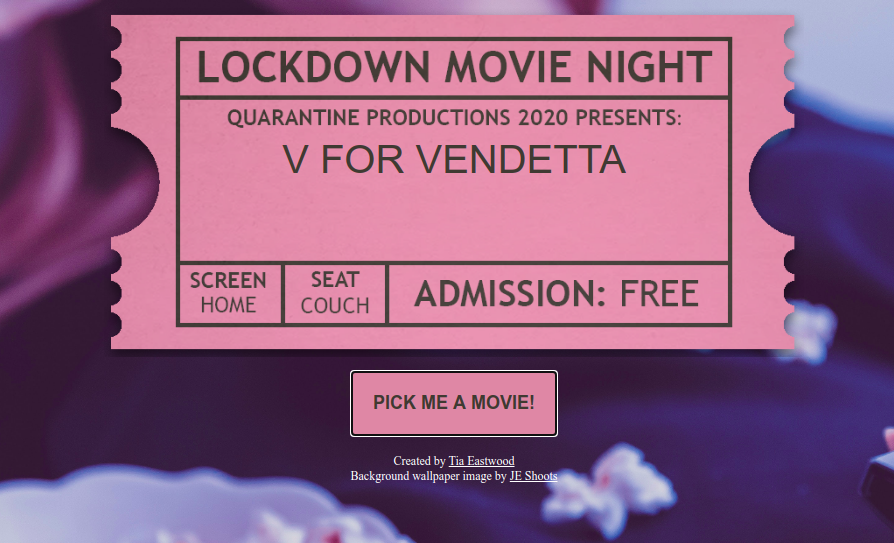 LOCKDOWN MOVIE NIGHT
QUARANTINE PRODUCTIONS 2020 PRESENTS:
V FOR VENDETTA
SCREEN
HOME
SEAT
COUCH
ADMISSION: FREE
PICK ME A MOVIE!
Created by Tia Eastwood
Background wallpaper image by JE Shoots